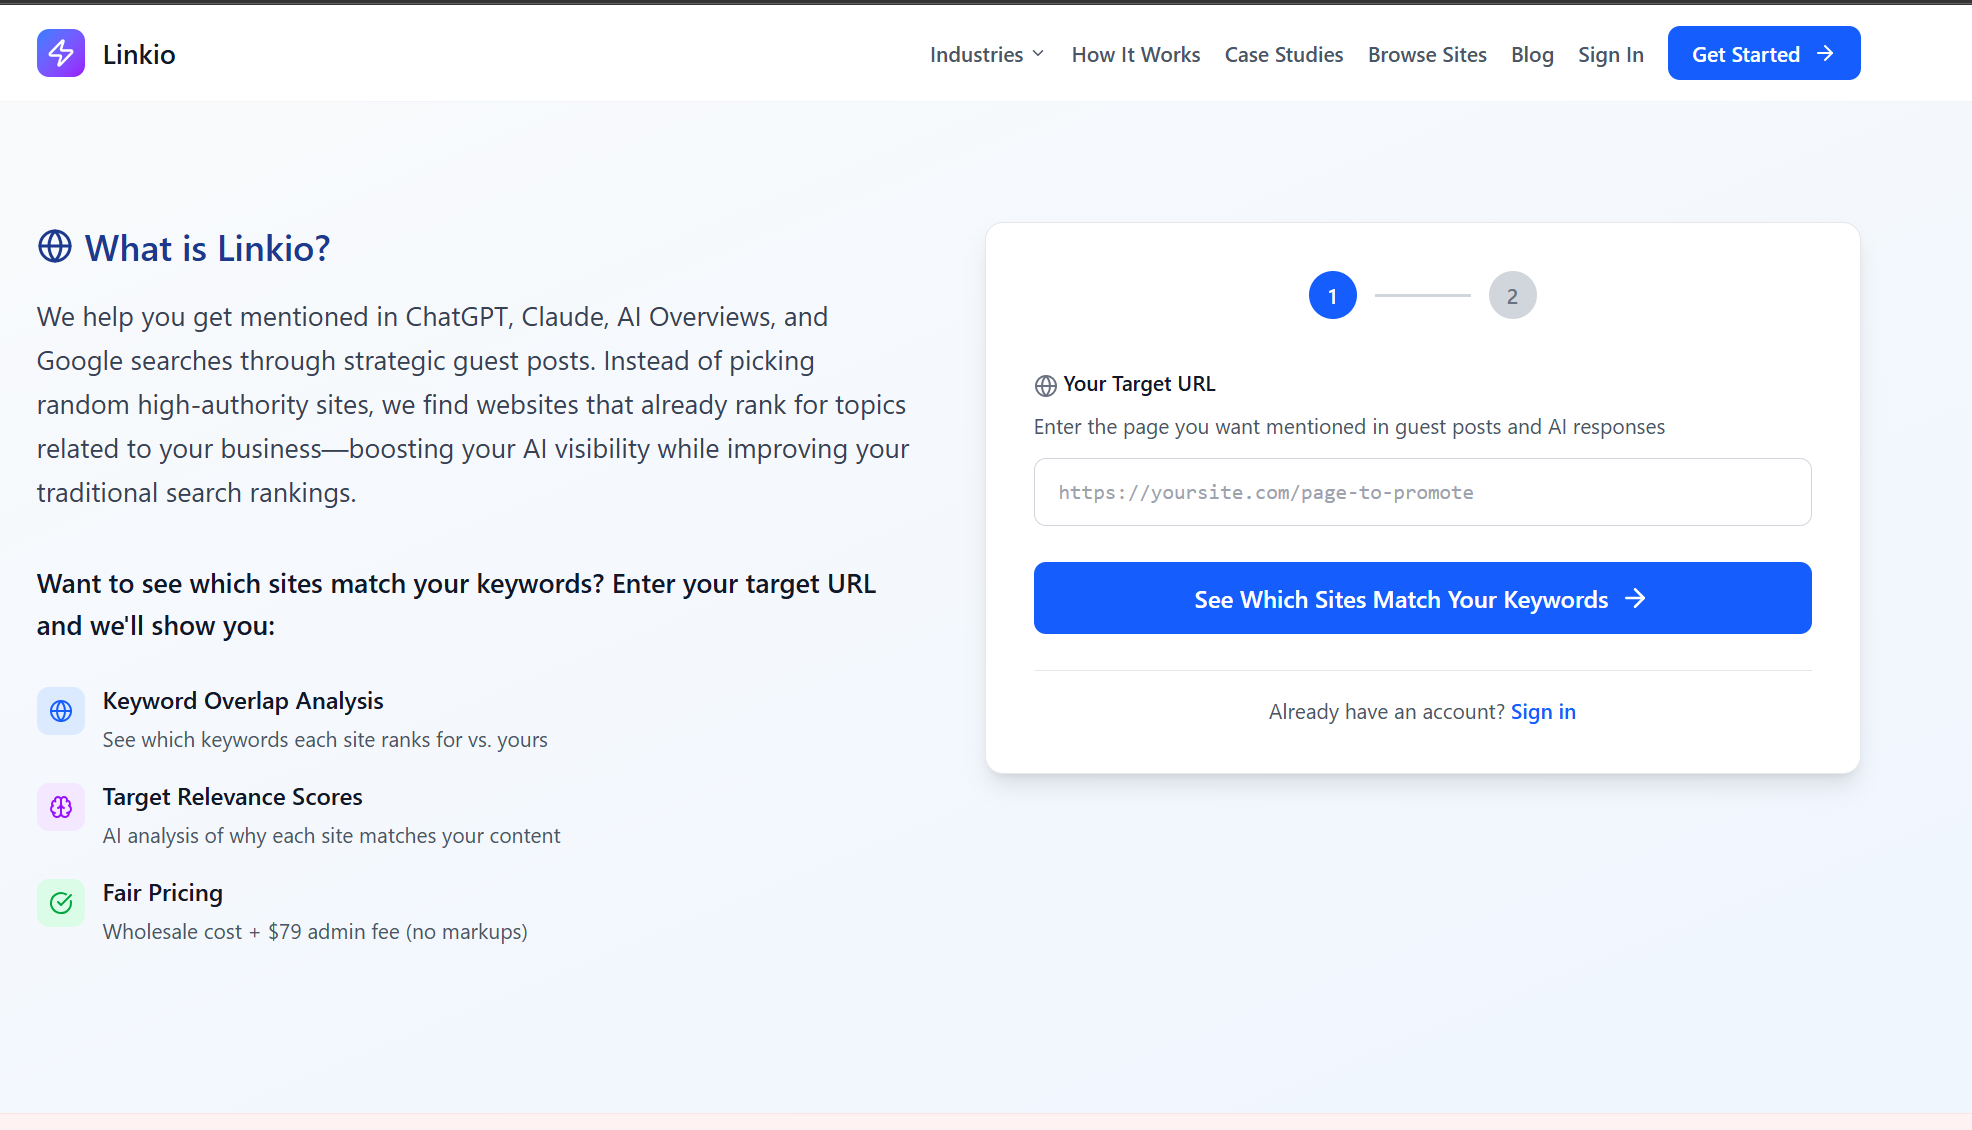 Linkio
Industries
How It Works
Case Studies
Browse Sites
Blog
Sign In
Get Started
What is Linkio?
We help you get mentioned in ChatGPT, Claude, AI Overviews, and
Google searches through strategic guest posts. Instead of picking
random high-authority sites, we find websites that already rank for topics
related to your business—boosting your AI visibility while improving your
traditional search rankings.
Want to see which sites match your keywords? Enter your target URL
and we'll show you:
Keyword Overlap Analysis
See which keywords each site ranks for vs. yours
Target Relevance Scores
AI analysis of why each site matches your content
Fair Pricing
Wholesale cost + $79 admin fee (no markups)
1
2
Your Target URL
Enter the page you want mentioned in guest posts and AI responses
https://yoursite.com/page-to-promote
See Which Sites Match Your Keywords
Already have an account? Sign in